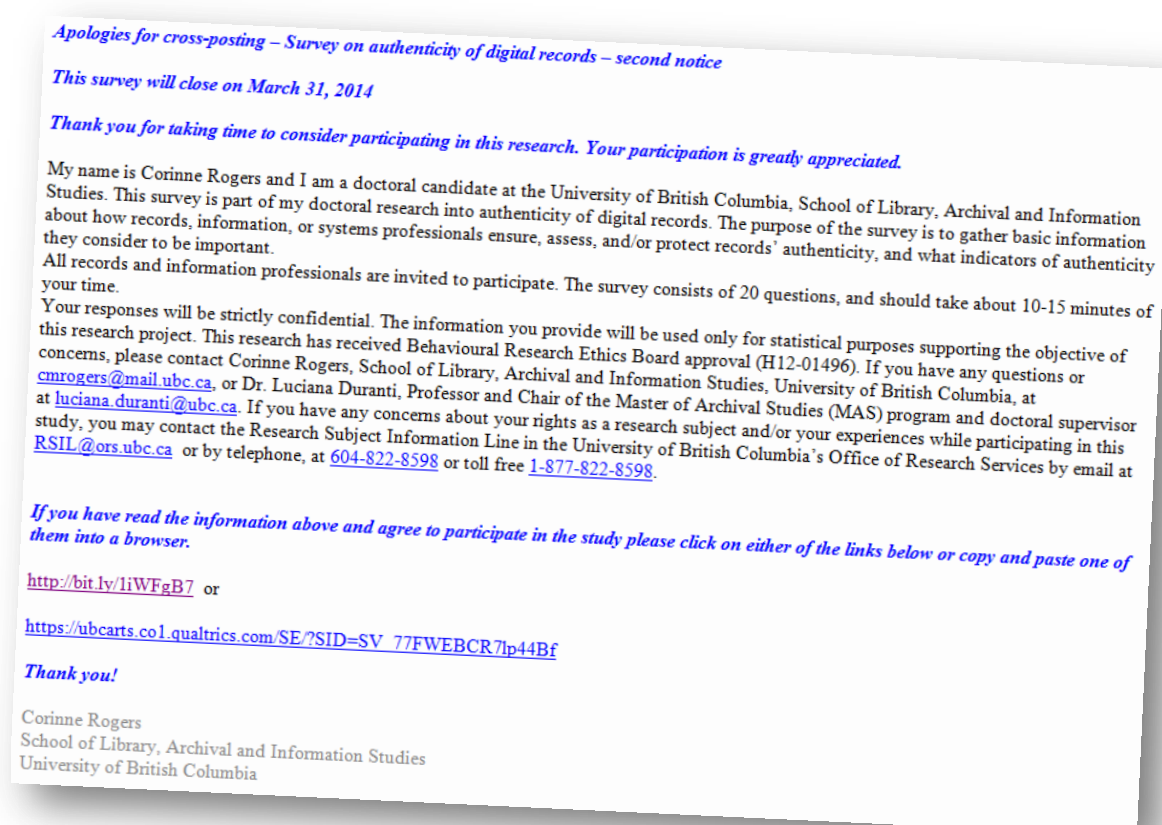 Apologies for cross-posting – Survey on authenticity of digital records – second notice
This survey will close on March 31, 2014
Thank you for taking time to consider participating in this research. Your participation is greatly appreciated.
My name is Corinne Rogers and I am a doctoral candidate at the University of British Columbia, School of Library, Archival and Information
Studies. This survey is part of my doctoral research into authenticity of digital records. The purpose of the survey is to gather basic information
about how records, information, or systems professionals ensure, assess, and/or protect records’ authenticity, and what indicators of authenticity
they consider to be important.
All records and information professionals are invited to participate. The survey consists of 20 questions, and should take about 10-15 minutes of
your time.
Your responses will be strictly confidential. The information you provide will be used only for statistical purposes supporting the objective of
this research project. This research has received Behavioural Research Ethics Board approval (H12-01496). If you have any questions or
concerns, please contact Corinne Rogers, School of Library, Archival and Information Studies, University of British Columbia, at
cmrogers@mail.ubc.ca, or Dr. Luciana Duranti, Professor and Chair of the Master of Archival Studies (MAS) program and doctoral supervisor
at luciana.duranti@ubc.ca. If you have any concerns about your rights as a research subject and/or your experiences while participating in this
study, you may contact the Research Subject Information Line in the University of British Columbia’s Office of Research Services by email at
RSIL@ors.ubc.ca or by telephone, at 604-822-8598 or toll free 1-877-822-8598.
If you have read the information above and agree to participate in the study please click on either of the links below or copy and paste one of
them into a browser.
http://bit.ly/1iWFgB7 or
https://ubcarts.co1.qualtrics.com/SE/?SID=SV_77FWEBCR7lp44Bf
Thank you!
Corinne Rogers
School of Library, Archival and Information Studies
University of British Columbia